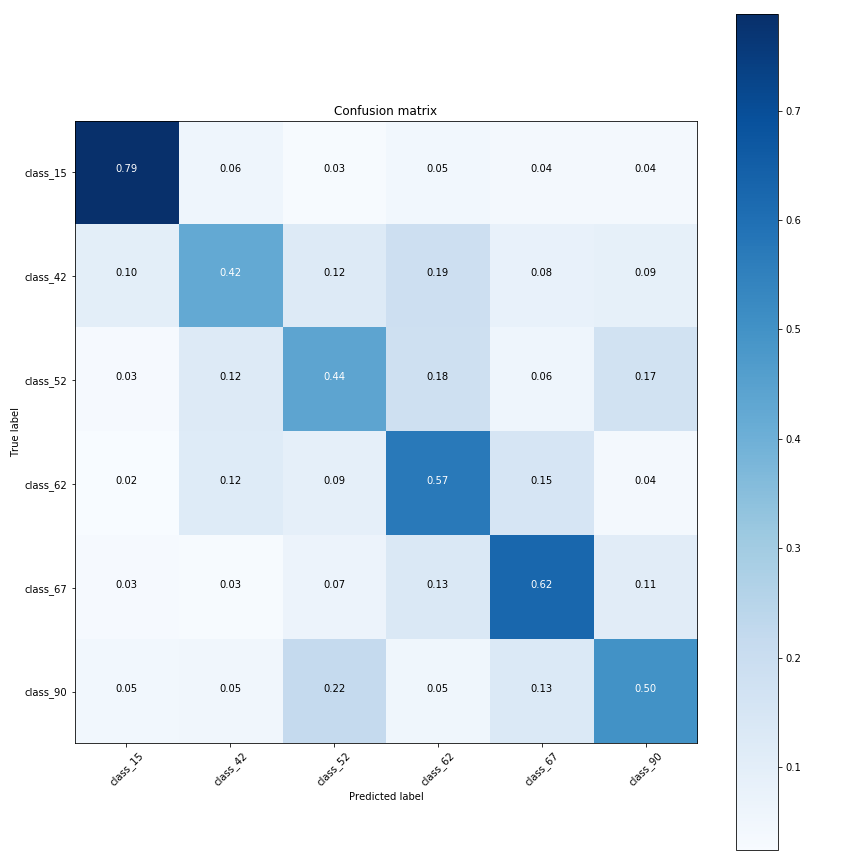 Confusion matrix
True label
class_15 0.79 0.06 0.03 0.05 0.04 0.04
class_42 0.10 0.42 0.12 0.19 0.08 0.09
class_52 0.03 0.12 0.44 0.18 0.06 0.17
class_62 0.02 0.12 0.09 0.57 0.15 0.04
class_67 0.03 0.03 0.07 0.13 0.62 0.11
class_90 0.05 0.05 0.22 0.05 0.13 0.50
class_15 class_42 class_52 class_62 class_67 class_90
Predicted label
0.7
0.6
0.5
0.4
0.3
0.2
0.1